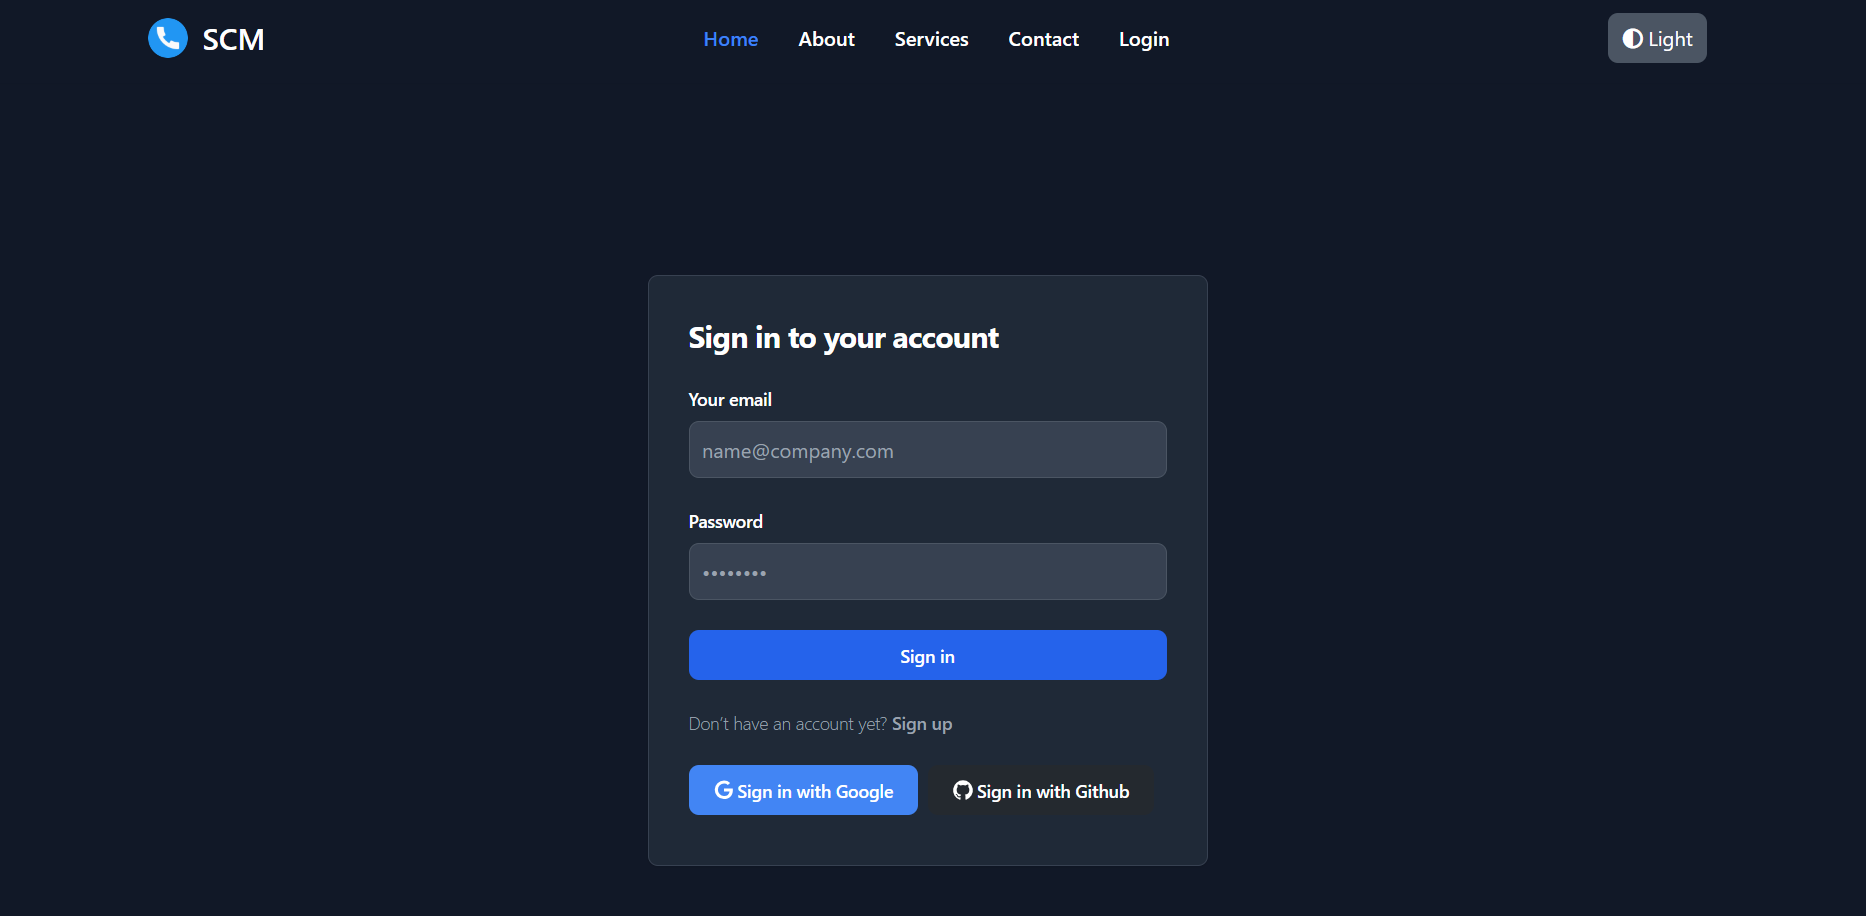 SCM
Home About Services Contact Login
Light
Sign in to your account
Your email
name@company.com
Password
••••••••
Sign in
Don’t have an account yet? Sign up
Sign in with Google
Sign in with Github